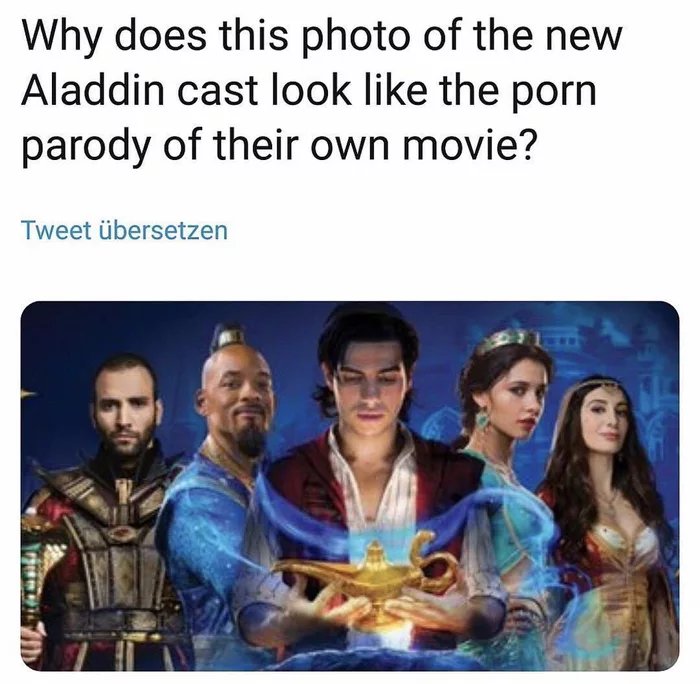 Why does this photo of the new
Aladdin cast look like the porn
parody of their own movie?
Tweet übersetzen